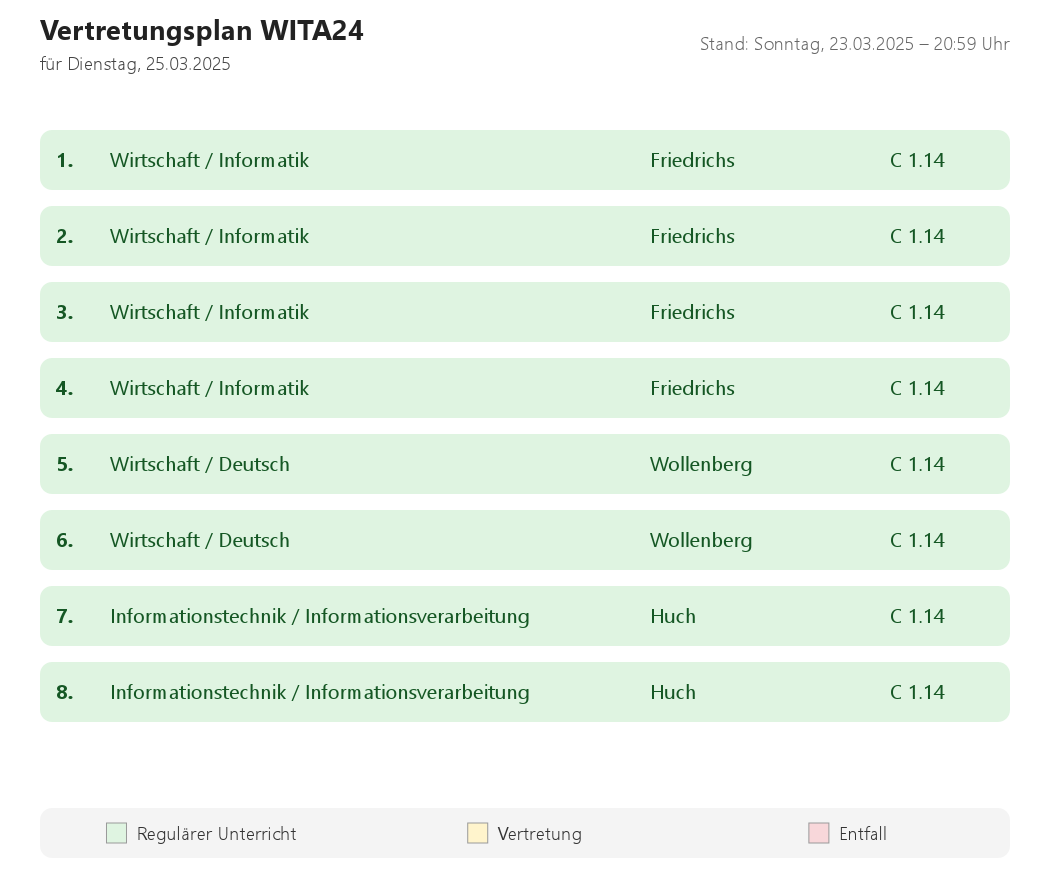 Vertretungsplan WITA24
für Dienstag, 25.03.2025
Stand: Sonntag, 23.03.2025 – 20:59 Uhr
1. Wirtschaft / Informatik Friedrichs C 1.14
2. Wirtschaft / Informatik Friedrichs C 1.14
3. Wirtschaft / Informatik Friedrichs C 1.14
4. Wirtschaft / Informatik Friedrichs C 1.14
5. Wirtschaft / Deutsch Wollenberg C 1.14
6. Wirtschaft / Deutsch Wollenberg C 1.14
7. Informationstechnik / Informationsverarbeitung Huch C 1.14
8. Informationstechnik / Informationsverarbeitung Huch C 1.14
Regulärer Unterricht Vertretung Entfall